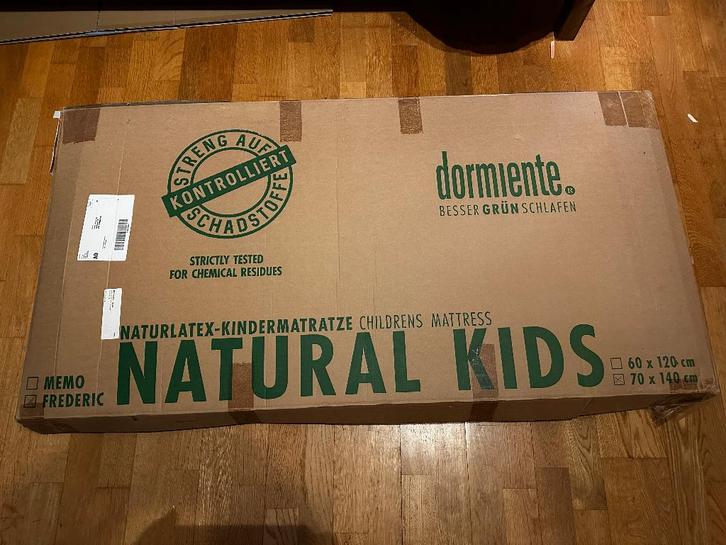 STRENG AUF
KONTROLLIERT
SCHADSTOFFE
STRICTLY TESTED
FOR CHEMICAL RESIDUES
dormiente®
BESSER GRÜN SCHLAFEN
NATURLATEX-KINDERMATRATZE CHILDRENS MATTRESS
NATURAL KIDS
MEMO
FREDERIC
60 x 120 cm
70 x 140 cm